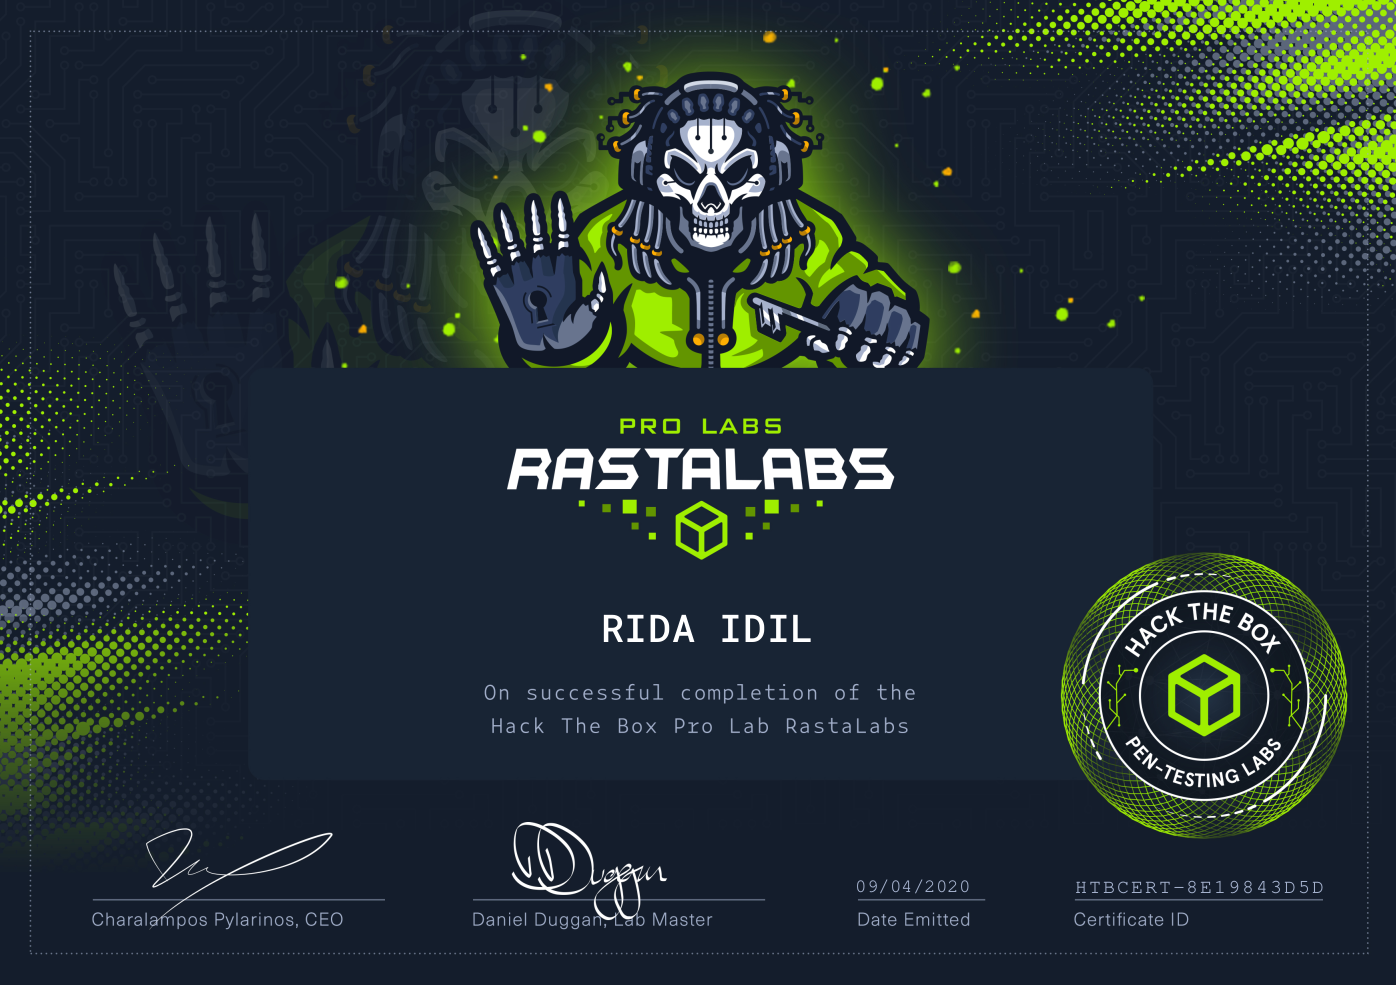 PRO LABS
RASTALABS
RIDA IDIL
On successful completion of the
Hack The Box Pro Lab RastaLabs
HACK THE BOX
PEN-TESTING LABS
Duggan
09/04/2020
HTBCERT-8E19843D5D
Charalampos Pylarinos, CEO
Daniel Duggan, Lab Master
Date Emitted
Certificate ID